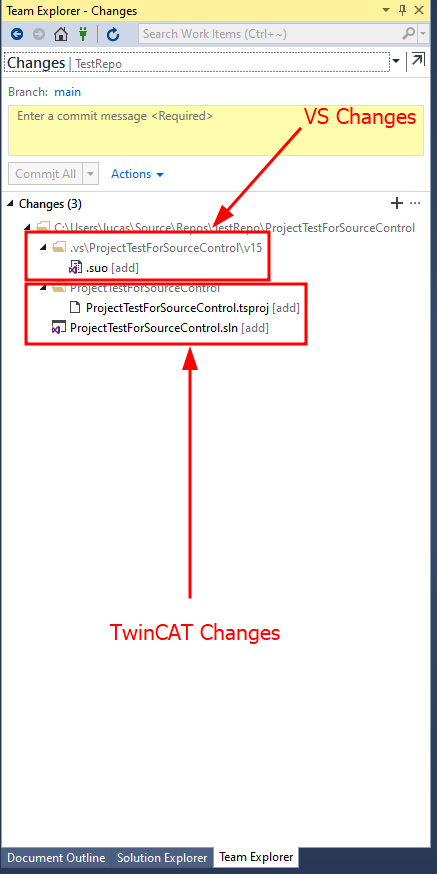 Team Explorer - Changes
Search Work Items (Ctrl+~)
Changes | TestRepo
Branch: main
Enter a commit message <Required>
VS Changes
Commit All
Actions
Changes (3)
C:\Users\lucas\Source\Repos\TestRepo\ProjectTestForSourceControl
.vs\ProjectTestForSourceControl\v15
.suo [add]
ProjectTestForSourceControl
ProjectTestForSourceControl.tsproj [add]
ProjectTestForSourceControl.sln [add]
TwinCAT Changes
Document Outline Solution Explorer Team Explorer